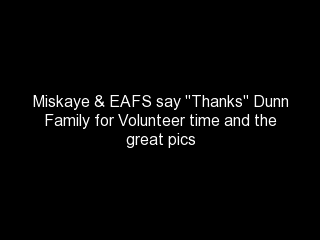 Miskaye & EAFS say "Thanks" Dunn
Family for Volunteer time and the
great pics